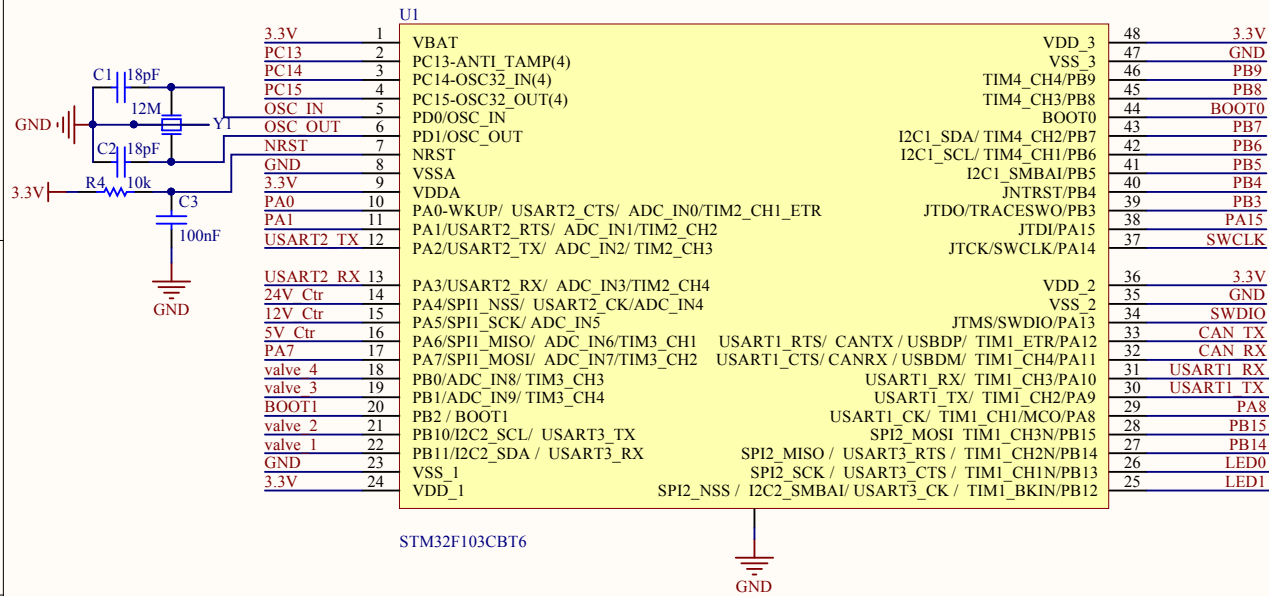 U1
3.3V 1 VBAT VDD_3 48 3.3V
PC13 2 PC13-ANTI_TAMP(4) VSS_3 47 GND
PC14 3 PC14-OSC32_IN(4) TIM4_CH4/PB9 46 PB9
PC15 4 PC15-OSC32_OUT(4) TIM4_CH3/PB8 45 PB8
OSC_IN 5 PD0/OSC_IN BOOT0 44 BOOT0
OSC_OUT 6 PD1/OSC_OUT I2C1_SDA/ TIM4_CH2/PB7 43 PB7
NRST 7 NRST I2C1_SCL/ TIM4_CH1/PB6 42 PB6
GND 8 VSSA I2C1_SMBAI/PB5 41 PB5
3.3V 9 VDDA JNTRST/PB4 40 PB4
PA0 10 PA0-WKUP/ USART2_CTS/ ADC_IN0/TIM2_CH1_ETR JTDO/TRACESWO/PB3 39 PB3
PA1 11 PA1/USART2_RTS/ ADC_IN1/TIM2_CH2 JTDI/PA15 38 PA15
USART2_TX 12 PA2/USART2_TX/ ADC_IN2/ TIM2_CH3 JTCK/SWCLK/PA14 37 SWCLK
USART2_RX 13 PA3/USART2_RX/ ADC_IN3/TIM2_CH4 VDD_2 36 3.3V
24V_Ctr 14 PA4/SPI1_NSS/ USART2_CK/ADC_IN4 VSS_2 35 GND
12V_Ctr 15 PA5/SPI1_SCK/ ADC_IN5 JTMS/SWDIO/PA13 34 SWDIO
5V_Ctr 16 PA6/SPI1_MISO/ ADC_IN6/TIM3_CH1 USART1_RTS/ CANTX / USBDP/ TIM1_ETR/PA12 33 CAN_TX
PA7 17 PA7/SPI1_MOSI/ ADC_IN7/TIM3_CH2 USART1_CTS/ CANRX / USBDM/ TIM1_CH4/PA11 32 CAN_RX
valve_4 18 PB0/ADC_IN8/ TIM3_CH3 USART1_RX/ TIM1_CH3/PA10 31 USART1_RX
valve_3 19 PB1/ADC_IN9/ TIM3_CH4 USART1_TX/ TIM1_CH2/PA9 30 USART1_TX
BOOT1 20 PB2 / BOOT1 USART1_CK/ TIM1_CH1/MCO/PA8 29 PA8
valve_2 21 PB10/I2C2_SCL/ USART3_TX SPI2_MOSI TIM1_CH3N/PB15 28 PB15
valve_1 22 PB11/I2C2_SDA / USART3_RX SPI2_MISO / USART3_RTS / TIM1_CH2N/PB14 27 PB14
GND 23 VSS_1 SPI2_SCK / USART3_CTS / TIM1_CH1N/PB13 26 LED0
3.3V 24 VDD_1 SPI2_NSS / I2C2_SMBAI/ USART3_CK / TIM1_BKIN/PB12 25 LED1
C1 18pF
12M
GND Y1
C2 18pF
3.3V R4 10k
C3
100nF
GND
STM32F103CBT6
GND